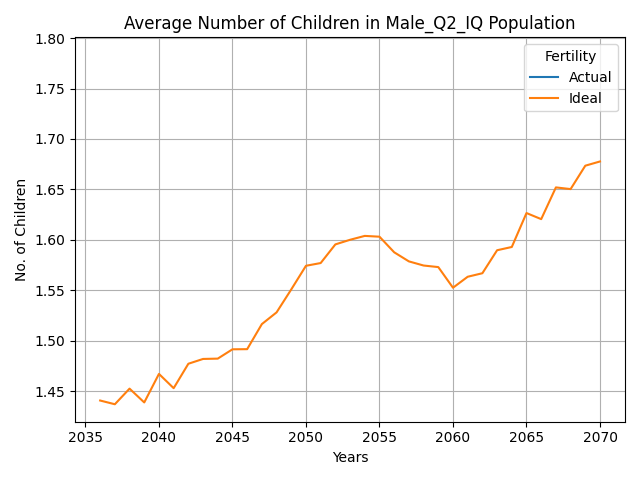 Average Number of Children in Male_Q2_IQ Population
Fertility
Actual
Ideal
No. of Children
1.80
1.75
1.70
1.65
1.60
1.55
1.50
1.45
2035 2040 2045 2050 2055 2060 2065 2070
Years